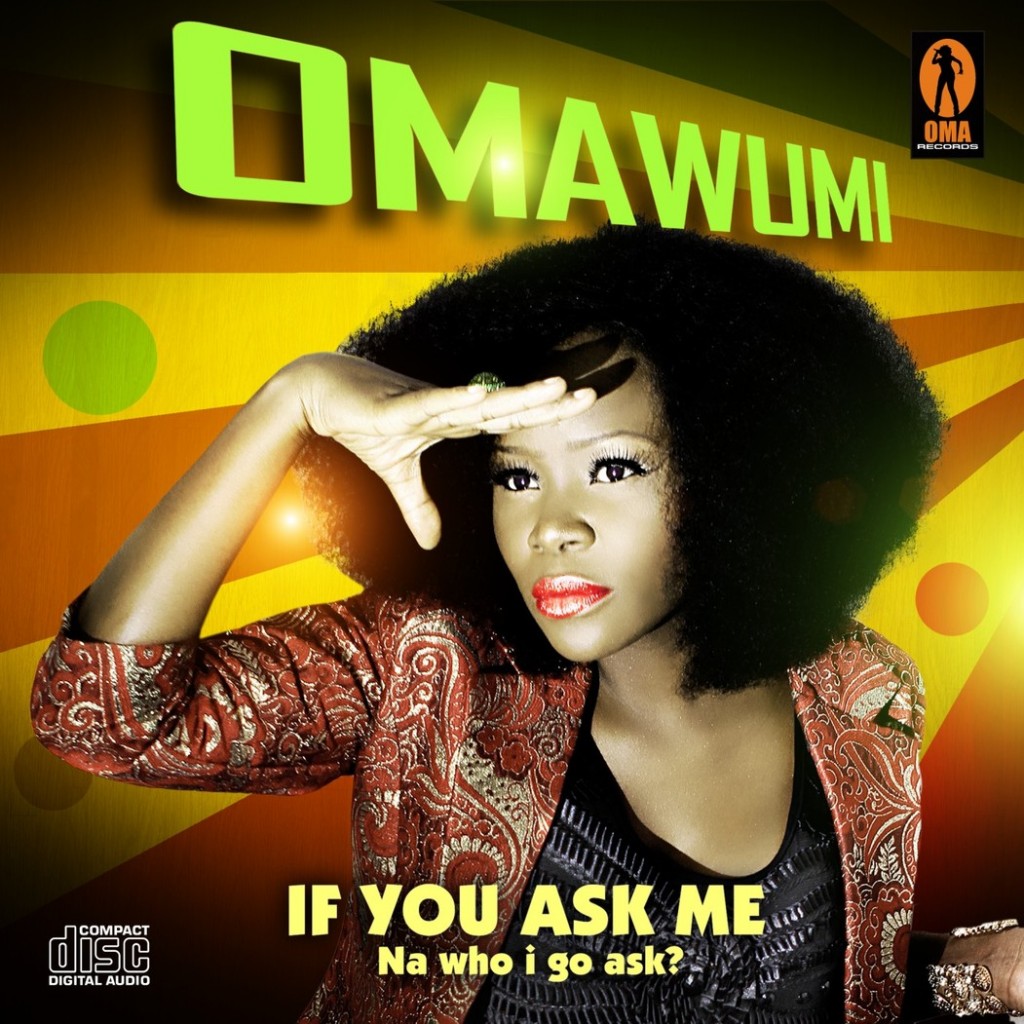 OMAWUMI
OMA
RECORDS
IF YOU ASK ME
Na who i go ask?
COMPACT
disc
DIGITAL AUDIO